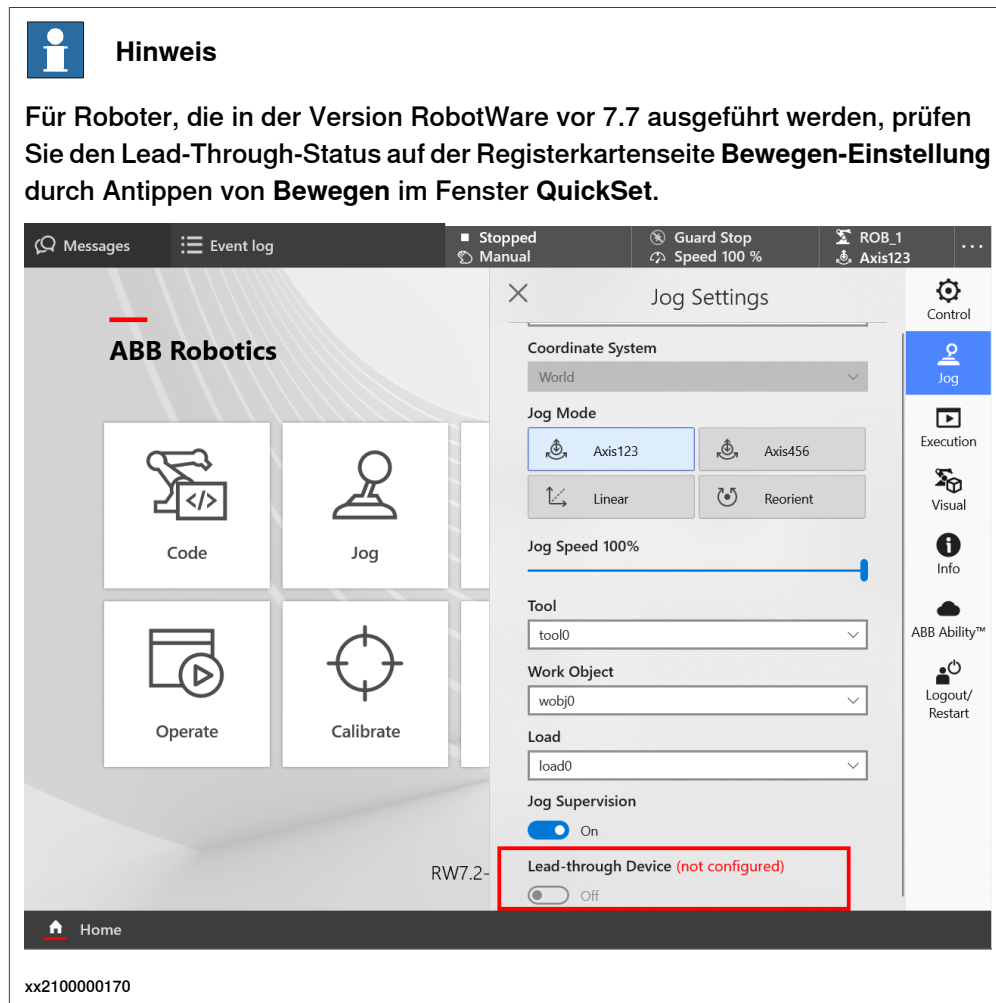 Hinweis
Für Roboter, die in der Version RobotWare vor 7.7 ausgeführt werden, prüfen
Sie den Lead-Through-Status auf der Registerkartenseite Bewegen-Einstellung
durch Antippen von Bewegen im Fenster QuickSet.
Messages
Event log
Stopped
Manual
Guard Stop
Speed 100 %
ROB_1
Axis123
...
Jog Settings
Control
ABB Robotics
Coordinate System
World
Jog
Jog Mode
Axis123
Axis456
Linear
Reorient
Execution
Visual
Code
Jog
Jog Speed 100%
Info
Tool
tool0
ABB Ability™
Work Object
wobj0
Logout/
Restart
Operate
Calibrate
Load
load0
Jog Supervision
On
RW7.2-
Lead-through Device (not configured)
Off
Home
xx2100000170